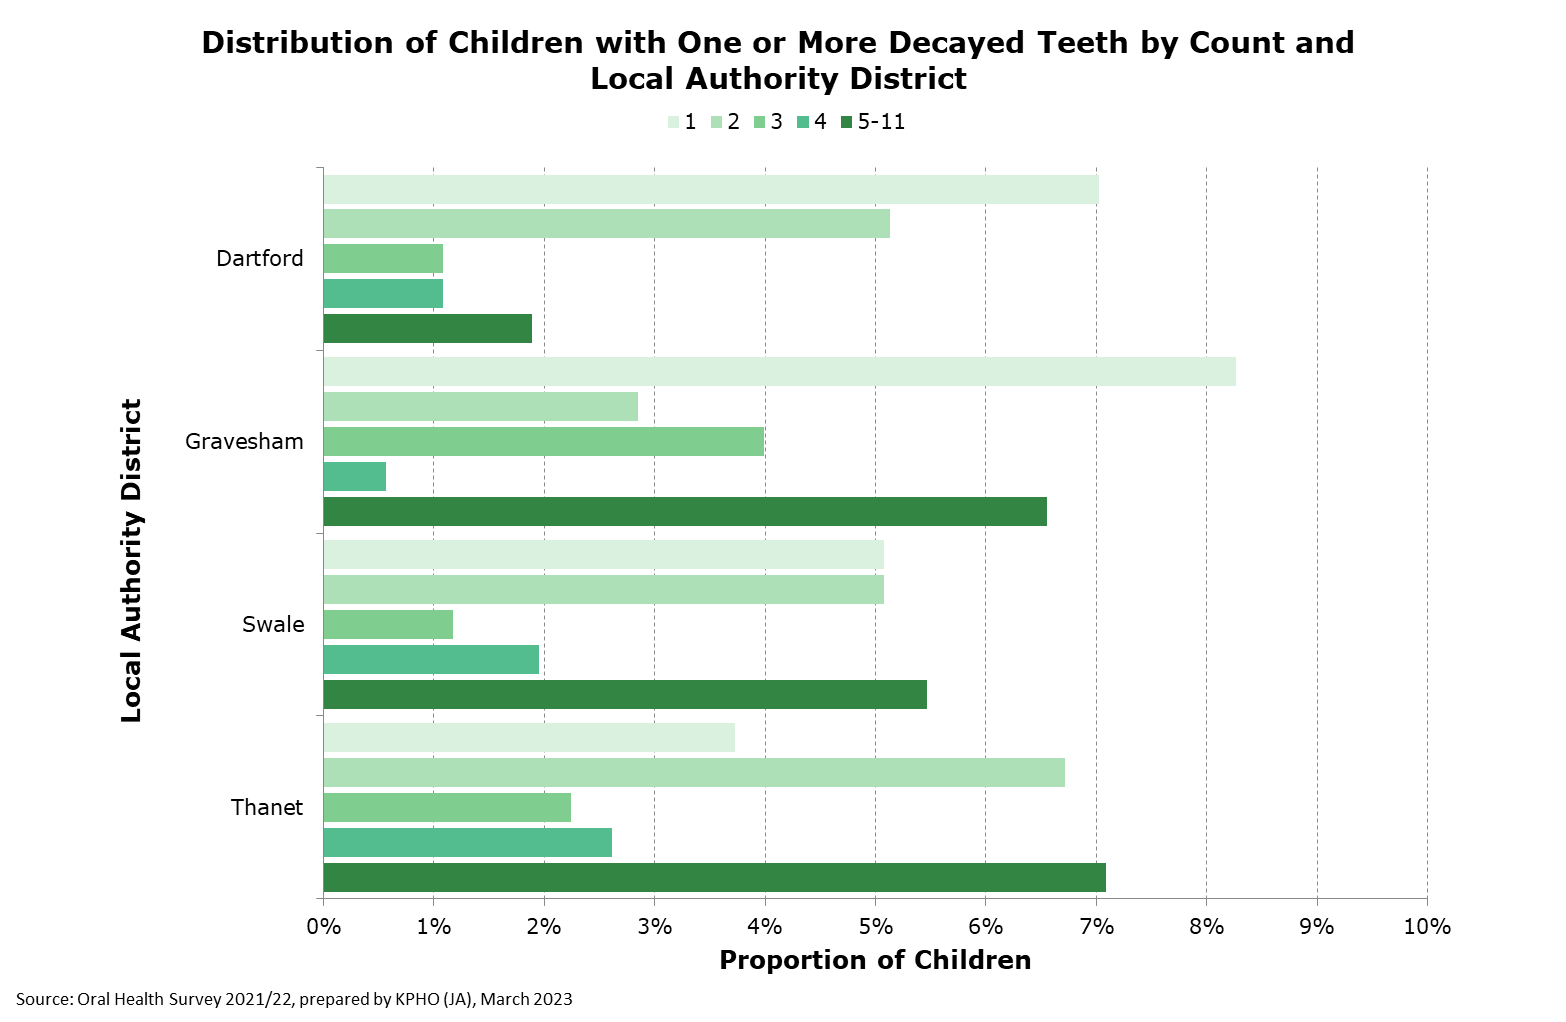 Distribution of Children with One or More Decayed Teeth by Count and
Local Authority District
1 2 3 4 5-11
Dartford
Gravesham
Swale
Thanet
Local Authority District
0% 1% 2% 3% 4% 5% 6% 7% 8% 9% 10%
Proportion of Children
Source: Oral Health Survey 2021/22, prepared by KPHO (JA), March 2023